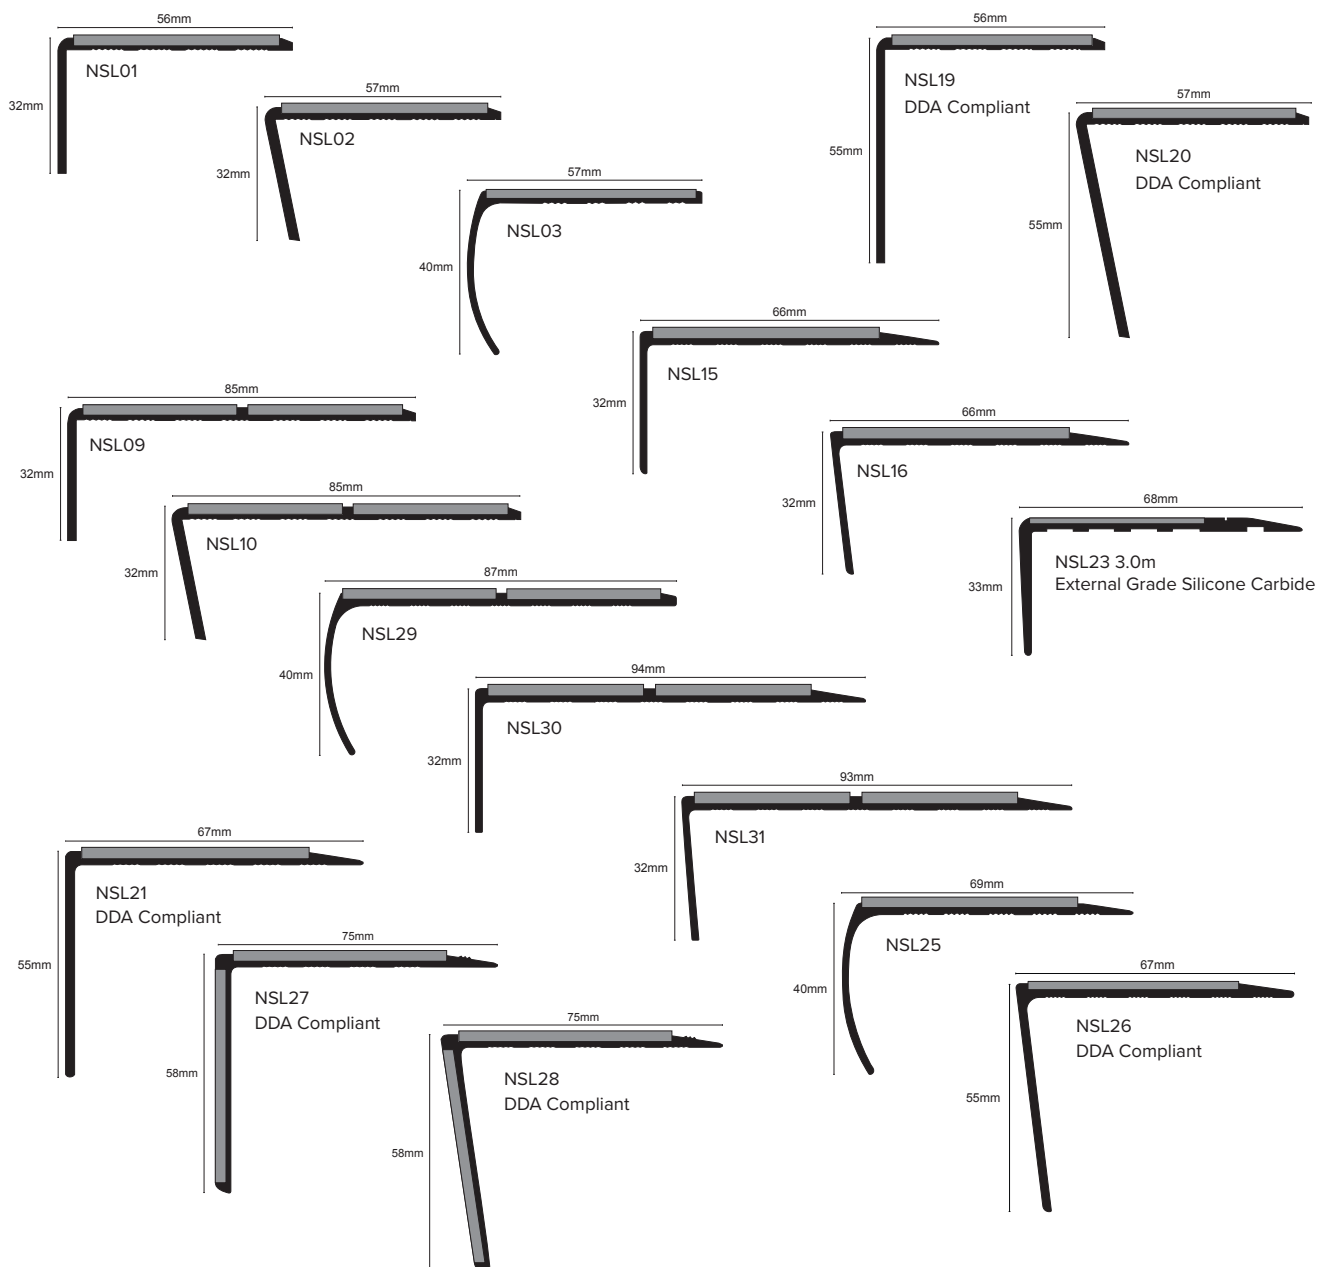 56mm
32mm
NSL01
57mm
32mm
NSL02
57mm
40mm
NSL03
56mm
55mm
NSL19
DDA Compliant
57mm
55mm
NSL20
DDA Compliant
66mm
32mm
NSL15
85mm
32mm
NSL09
66mm
32mm
NSL16
85mm
32mm
NSL10
68mm
33mm
NSL23 3.0m
External Grade Silicone Carbide
87mm
40mm
NSL29
94mm
32mm
NSL30
93mm
32mm
NSL31
67mm
55mm
NSL21
DDA Compliant
69mm
40mm
NSL25
75mm
58mm
NSL27
DDA Compliant
67mm
55mm
NSL26
DDA Compliant
75mm
58mm
NSL28
DDA Compliant